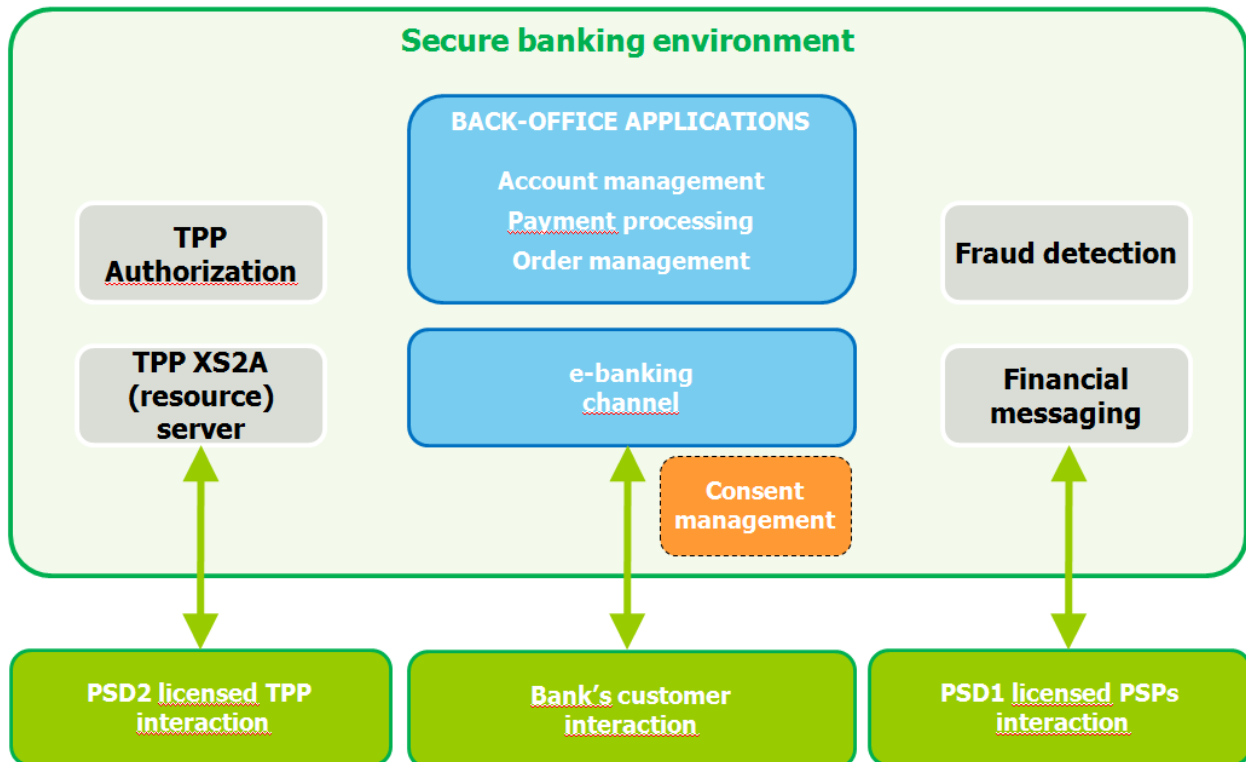 Secure banking environment
BACK-OFFICE APPLICATIONS
Account management
Payment processing
Order management
TPP
Authorization
Fraud detection
TPP XS2A
(resource)
server
e-banking
channel
Financial
messaging
Consent
management
PSD2 licensed TPP
interaction
Bank’s customer
interaction
PSD1 licensed PSPs
interaction